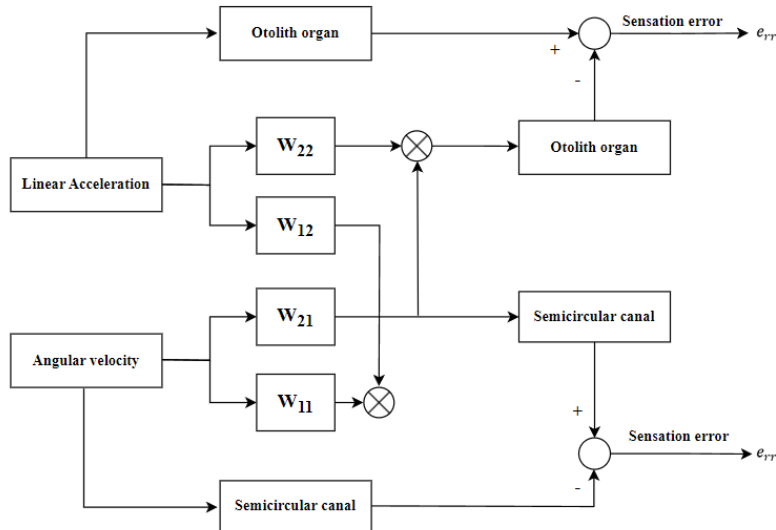 Otolith organ
Sensation error
e_rr
+
-
W22
Otolith organ
Linear Acceleration
W12
W21
Semicircular canal
Angular velocity
W11
+
Sensation error
e_rr
-
Semicircular canal